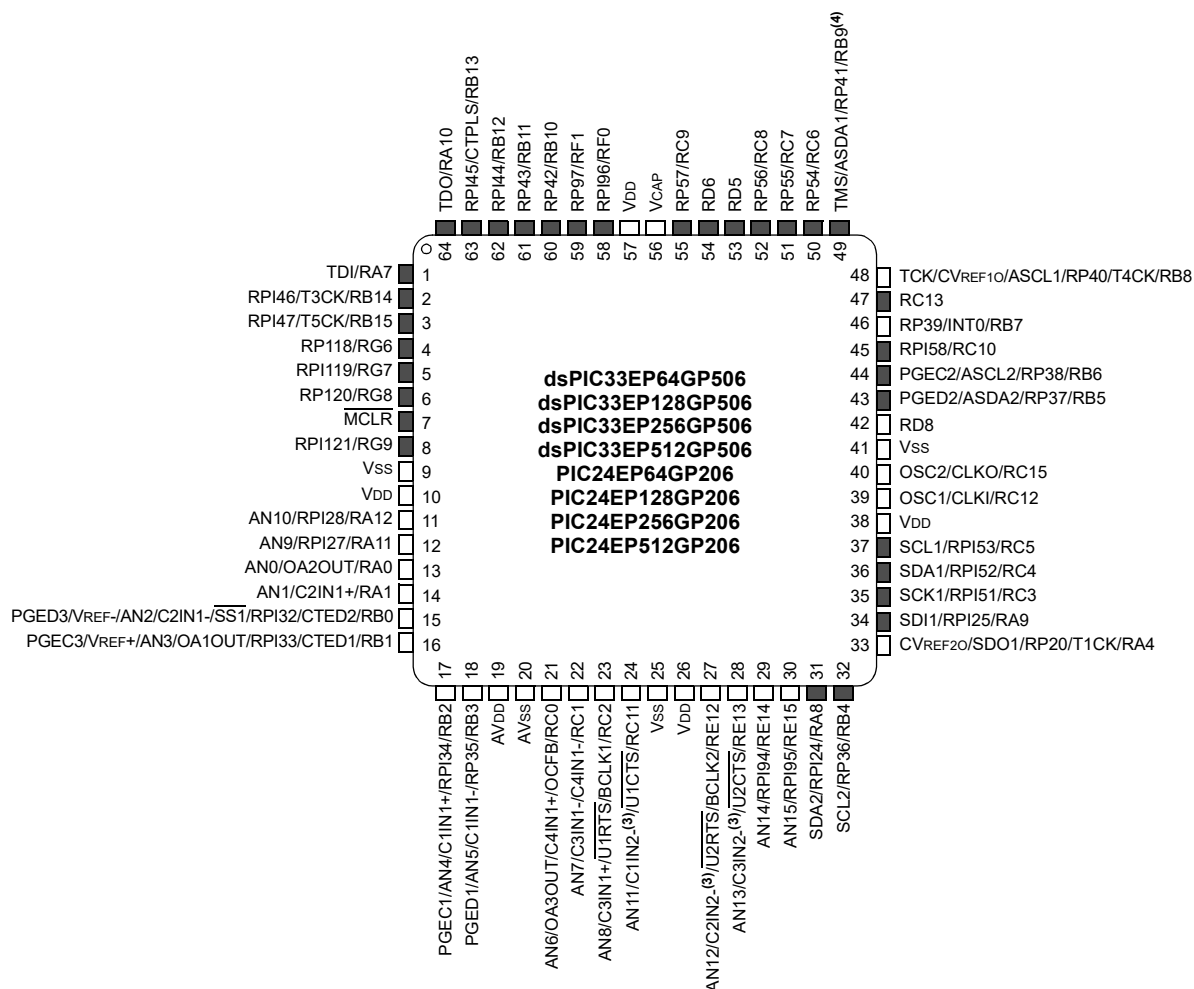 TDO/RA10
RPI45/CTPLS/RB13
RPI44/RB12
RP43/RB11
RP42/RB10
RP97/RF1
RPI96/RF0
VDD
VCAP
RP57/RC9
RD6
RD5
RP56/RC8
RP55/RC7
RP54/RC6
TMS/ASDA1/RP41/RB9(4)
64 63 62 61 60 59 58 57 56 55 54 53 52 51 50 49
TDI/RA7 1
RPI46/T3CK/RB14 2
RPI47/T5CK/RB15 3
RP118/RG6 4
RPI119/RG7 5
RP120/RG8 6
MCLR 7
RPI121/RG9 8
VSS 9
VDD 10
AN10/RPI28/RA12 11
AN9/RPI27/RA11 12
AN0/OA2OUT/RA0 13
AN1/C2IN1+/RA1 14
PGED3/VREF-/AN2/C2IN1-/SS1/RPI32/CTED2/RB0 15
PGEC3/VREF+/AN3/OA1OUT/RPI33/CTED1/RB1 16
dsPIC33EP64GP506
dsPIC33EP128GP506
dsPIC33EP256GP506
dsPIC33EP512GP506
PIC24EP64GP206
PIC24EP128GP206
PIC24EP256GP206
PIC24EP512GP206
48 TCK/CVREF1O/ASCL1/RP40/T4CK/RB8
47 RC13
46 RP39/INT0/RB7
45 RPI58/RC10
44 PGEC2/ASCL2/RP38/RB6
43 PGED2/ASDA2/RP37/RB5
42 RD8
41 VSS
40 OSC2/CLKO/RC15
39 OSC1/CLKI/RC12
38 VDD
37 SCL1/RPI53/RC5
36 SDA1/RPI52/RC4
35 SCK1/RPI51/RC3
34 SDI1/RPI25/RA9
33 CVREF2O/SDO1/RP20/T1CK/RA4
17 18 19 20 21 22 23 24 25 26 27 28 29 30 31 32
PGEC1/AN4/C1IN1+/RPI34/RB2
PGED1/AN5/C1IN1-/RP35/RB3
AVDD
AVSS
AN6/OA3OUT/C4IN1+/OCFB/RC0
AN7/C3IN1-/C4IN1-/RC1
AN8/C3IN1+/U1RTS/BCLK1/RC2
AN11/C1IN2-(3)/U1CTS/RC11
VSS
VDD
AN12/C2IN2-(3)/U2RTS/BCLK2/RE12
AN13/C3IN2-(3)/U2CTS/RE13
AN14/RPI94/RE14
AN15/RPI95/RE15
SDA2/RPI24/RA8
SCL2/RP36/RB4